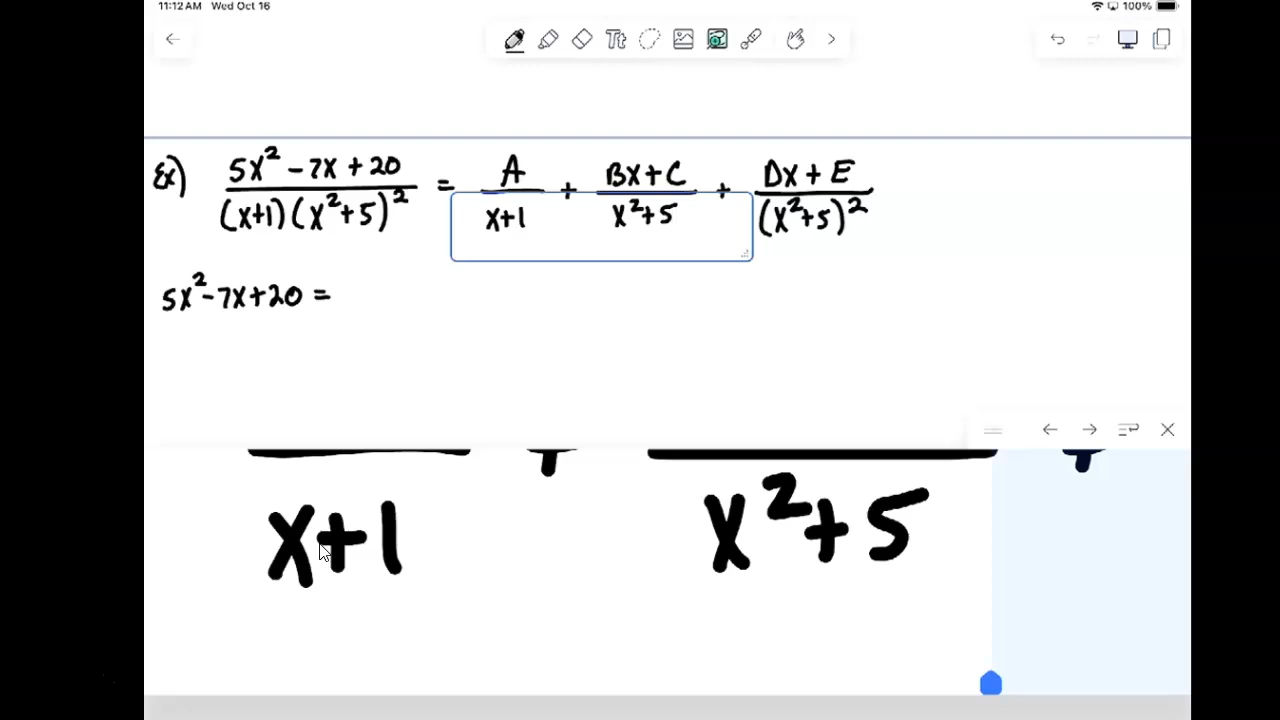 11:12 AM Wed Oct 16 100%
Tt
Ex) 5x² - 7x + 20 / (x+1)(x²+5)² = A / x+1 + Bx + C / x²+5 + Dx + E / (x²+5)²
5x² - 7x + 20 =
x+1 + x²+5 +